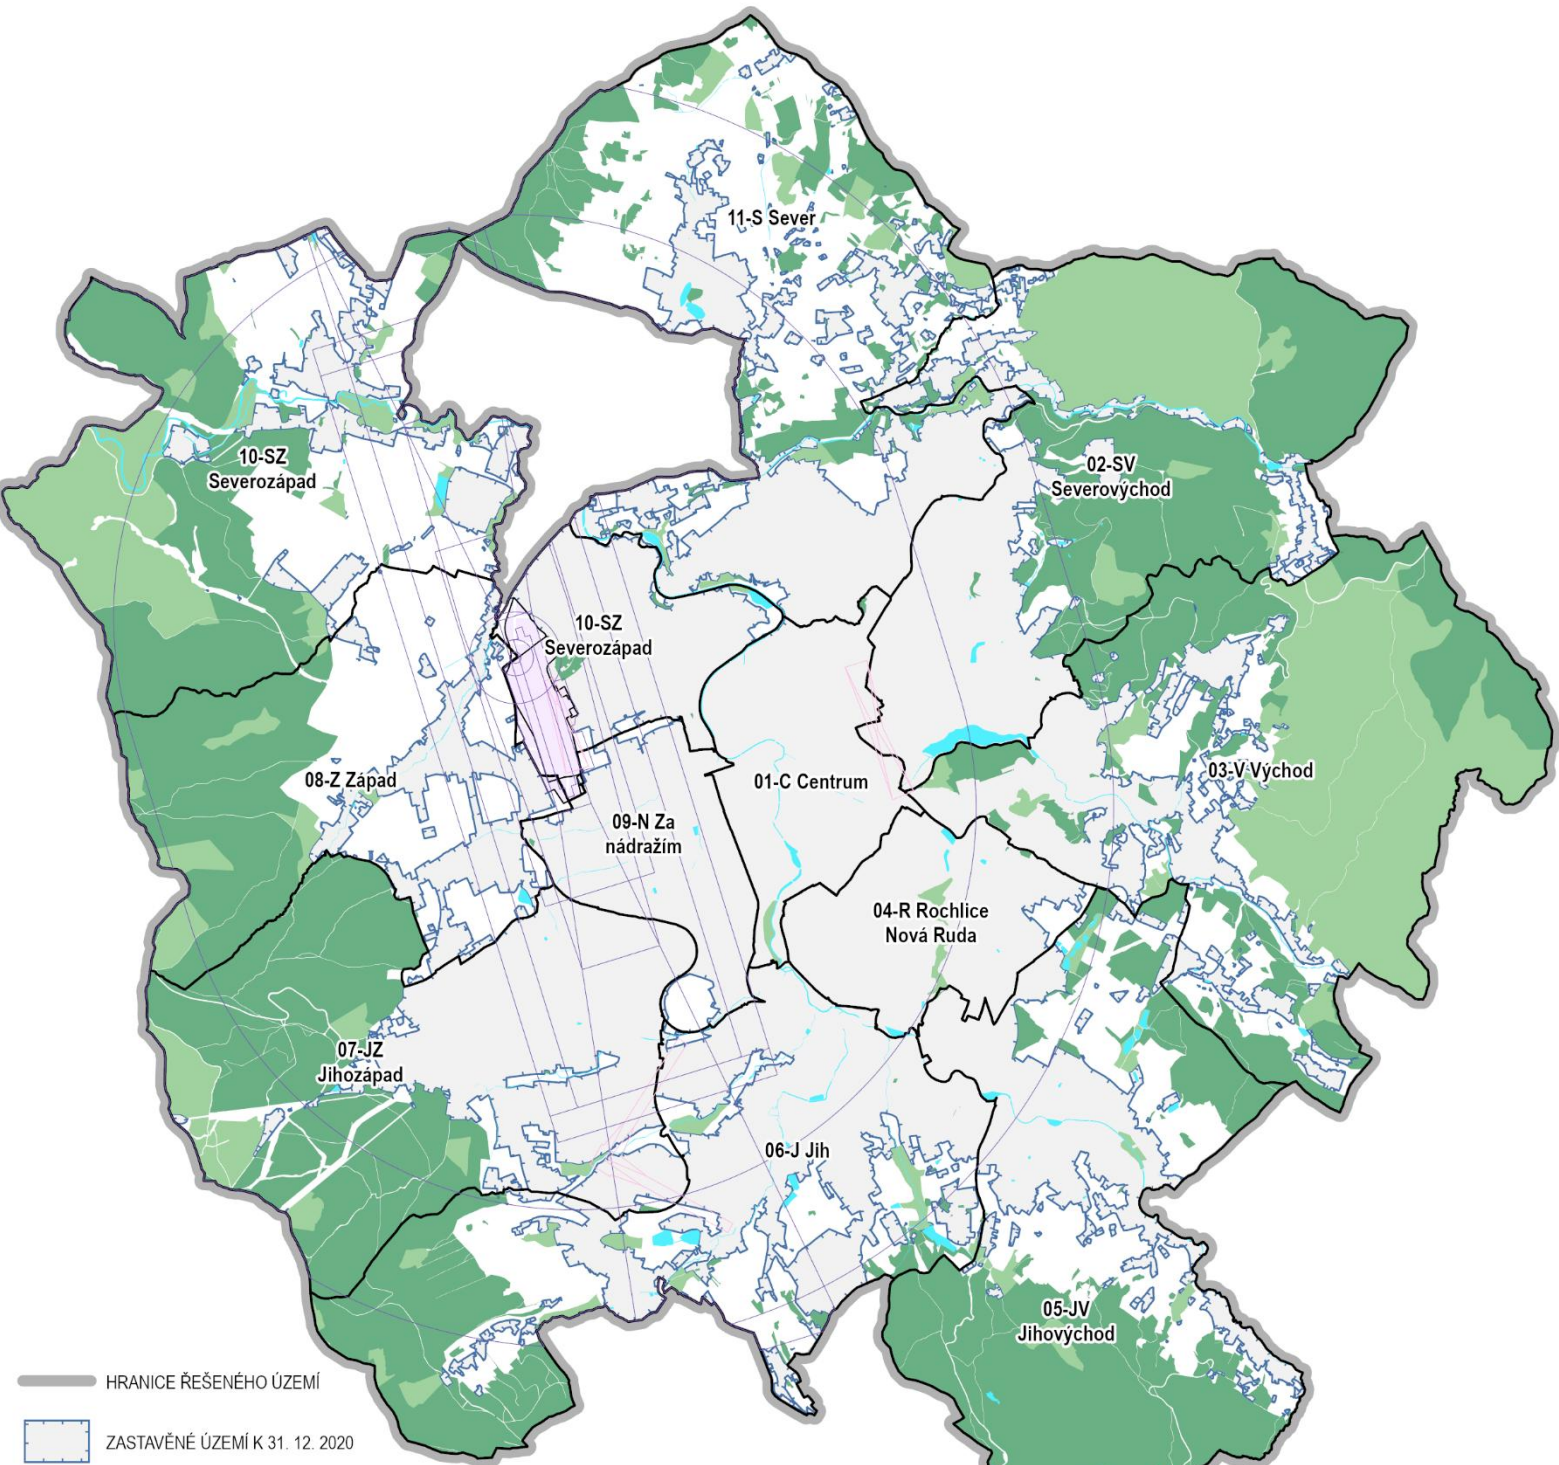 11-S Sever
10-SZ
Severozápad
02-SV
Severovýchod
10-SZ
Severozápad
08-Z Západ
01-C Centrum
03-V Východ
09-N Za
nádražím
04-R Rochlice
Nová Ruda
07-JZ
Jihozápad
06-J Jih
05-JV
Jihovýchod
HRANICE ŘEŠENÉHO ÚZEMÍ
ZASTAVĚNÉ ÚZEMÍ K 31. 12. 2020